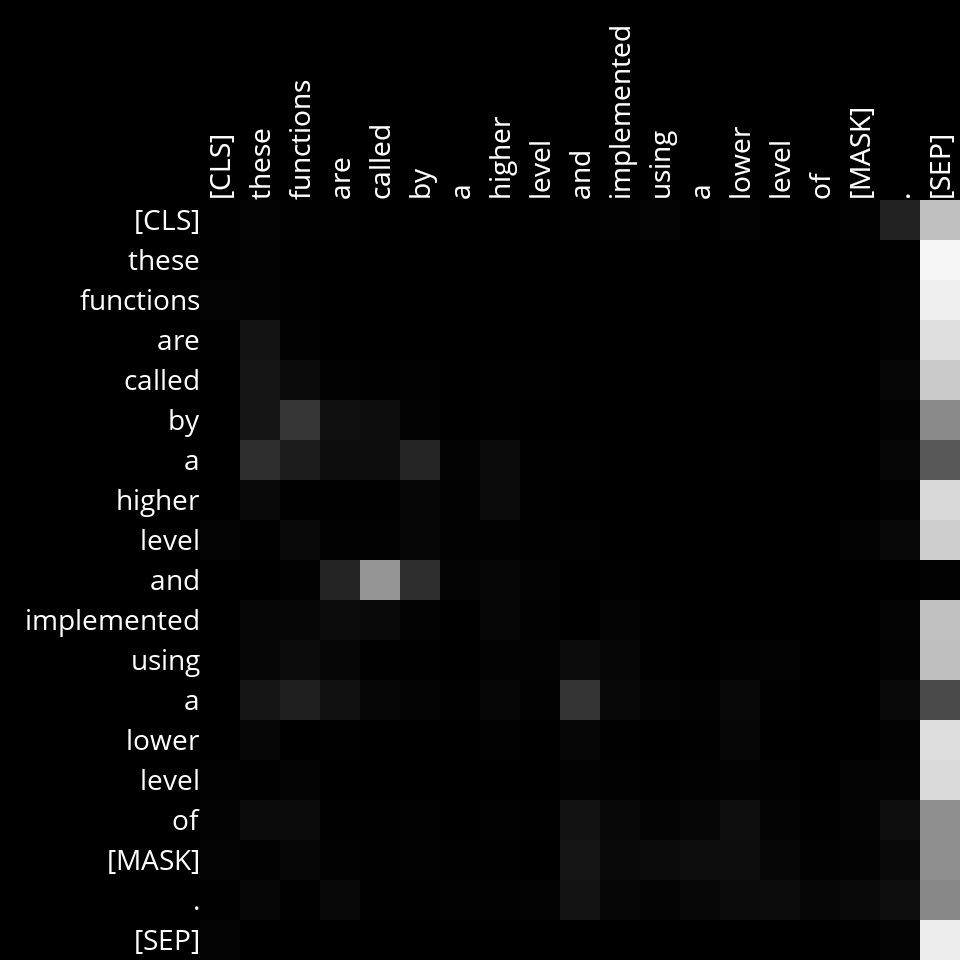 [CLS] these functions are called by a higher level and implemented using a lower level of [MASK] . [SEP]
[CLS]
these
functions
are
called
by
a
higher
level
and
implemented
using
a
lower
level
of
[MASK]
.
[SEP]